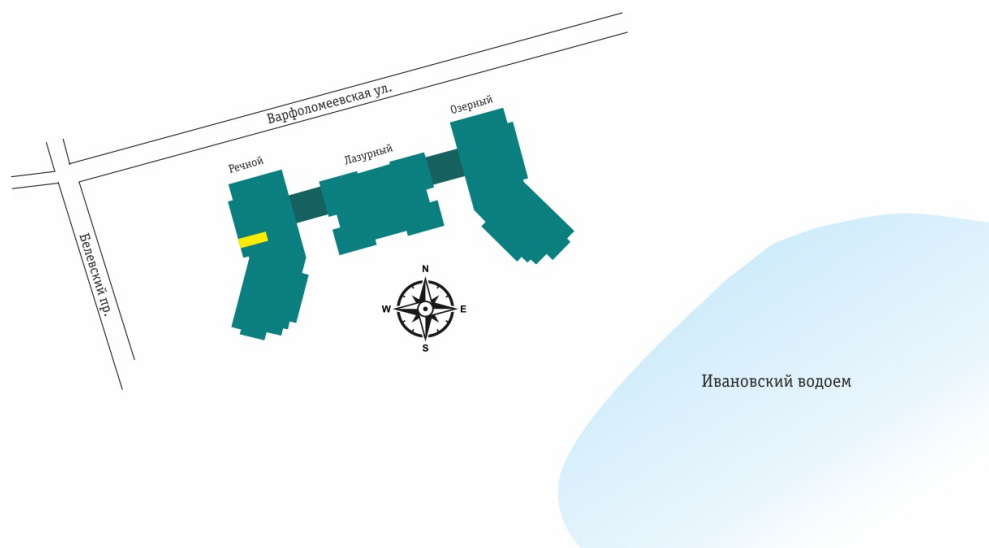 Варфоломеевская ул.
Озерный
Лазурный
Речной
Белевский пр.
N
W
E
S
Ивановский водоем